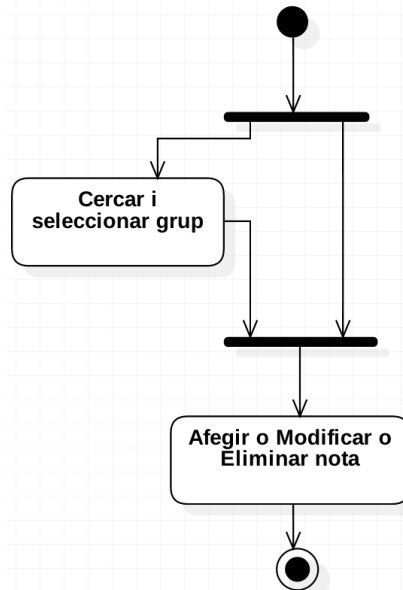 Cercar i
seleccionar grup
Afegir o Modificar o
Eliminar nota